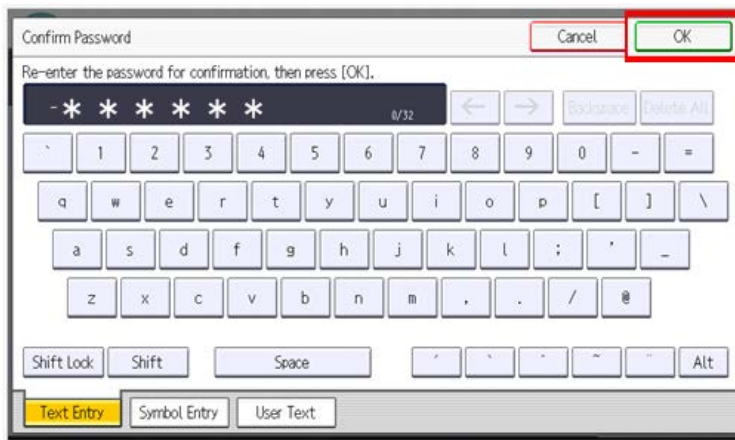 Confirm Password Cancel OK
Re-enter the password for confirmation, then press [OK].
-****** 0/32 ← → Backspace Delete All
` 1 2 3 4 5 6 7 8 9 0 - =
q w e r t y u i o p [ ] \
a s d f g h j k l ; ' _
z x c v b n m , . / @
Shift Lock Shift Space ´ ` ^ ~ ¨ Alt
Text Entry Symbol Entry User Text